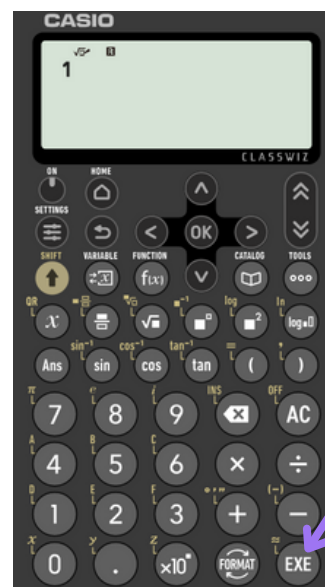 CASIO
√ R
1
CLASSWIZ
ON HOME
SETTINGS
OK
SHIFT VARIABLE FUNCTION CATALOG TOOLS
x f(x)
QR log ln
x √ log
sin⁻¹ cos⁻¹ tan⁻¹ = ,
Ans sin cos tan ( )
π e i INS OFF
7 8 9 AC
A B C
4 5 6 × ÷
D E F (−)
1 2 3 + −
x y z ≈
0 . ×10 FORMAT EXE